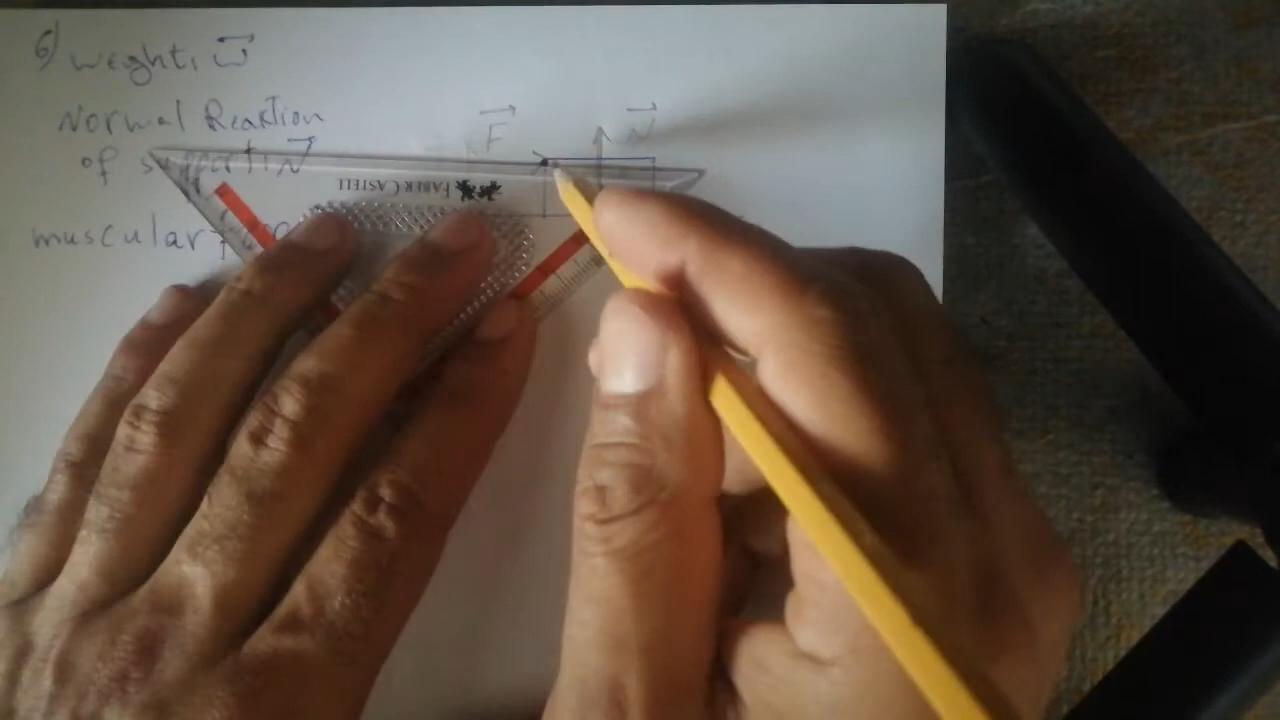 6) Weight: W
Normal Reaction
of support: N
muscular
F
N
FABER CASTELL